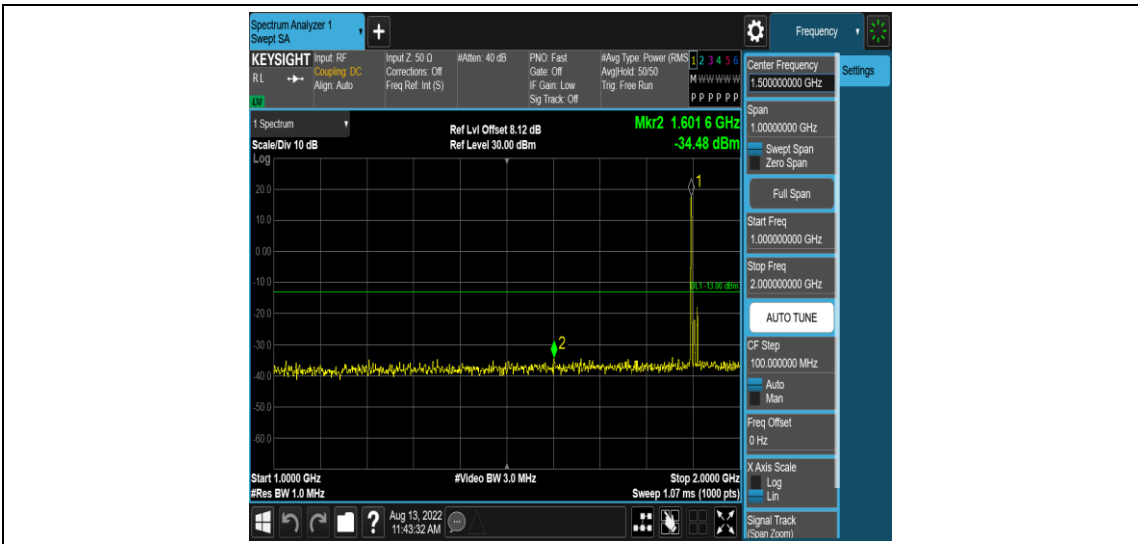 Spectrum Analyzer 1
Swept SA
+
Frequency
KEYSIGHT
RL
LNI
Input: RF
Coupling: DC
Align: Auto
Input Z: 50 Ω
Corrections: Off
Freq Ref: Int (S)
#Atten: 40 dB
PNO: Fast
Gate: Off
IF Gain: Low
Sig Track: Off
#Avg Type: Power (RMS
Avg|Hold: 50/50
Trig: Free Run
1 2 3 4 5 6
M W W W W W
P P P P P P
1 Spectrum
Scale/Div 10 dB
Log
Ref Lvl Offset 8.12 dB
Ref Level 30.00 dBm
Mkr2 1.601 6 GHz
-34.48 dBm
1
20.0
10.0
0.00
-10.0
DL1 -13.00 dBm
-20.0
-30.0
2
-40.0
-50.0
-60.0
Start 1.0000 GHz
#Res BW 1.0 MHz
#Video BW 3.0 MHz
Stop 2.0000 GHz
Sweep 1.07 ms (1000 pts)
?
Aug 13, 2022
11:43:32 AM
Center Frequency
1.500000000 GHz
Settings
Span
1.00000000 GHz
Swept Span
Zero Span
Full Span
Start Freq
1.000000000 GHz
Stop Freq
2.000000000 GHz
AUTO TUNE
CF Step
100.000000 MHz
Auto
Man
Freq Offset
0 Hz
X Axis Scale
Log
Lin
Signal Track
(Span Zoom)